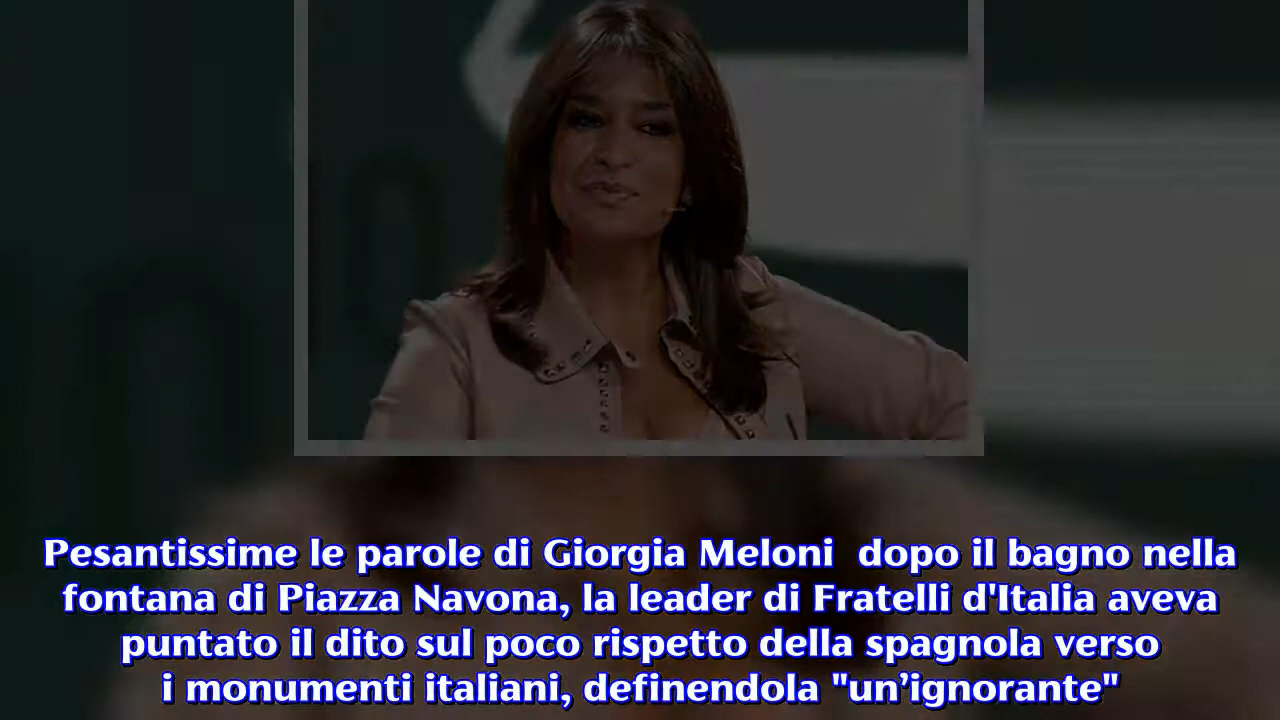 Pesantissime le parole di Giorgia Meloni  dopo il bagno nella
fontana di Piazza Navona, la leader di Fratelli d'Italia aveva
puntato il dito sul poco rispetto della spagnola verso
i monumenti italiani, definendola "un’ignorante"